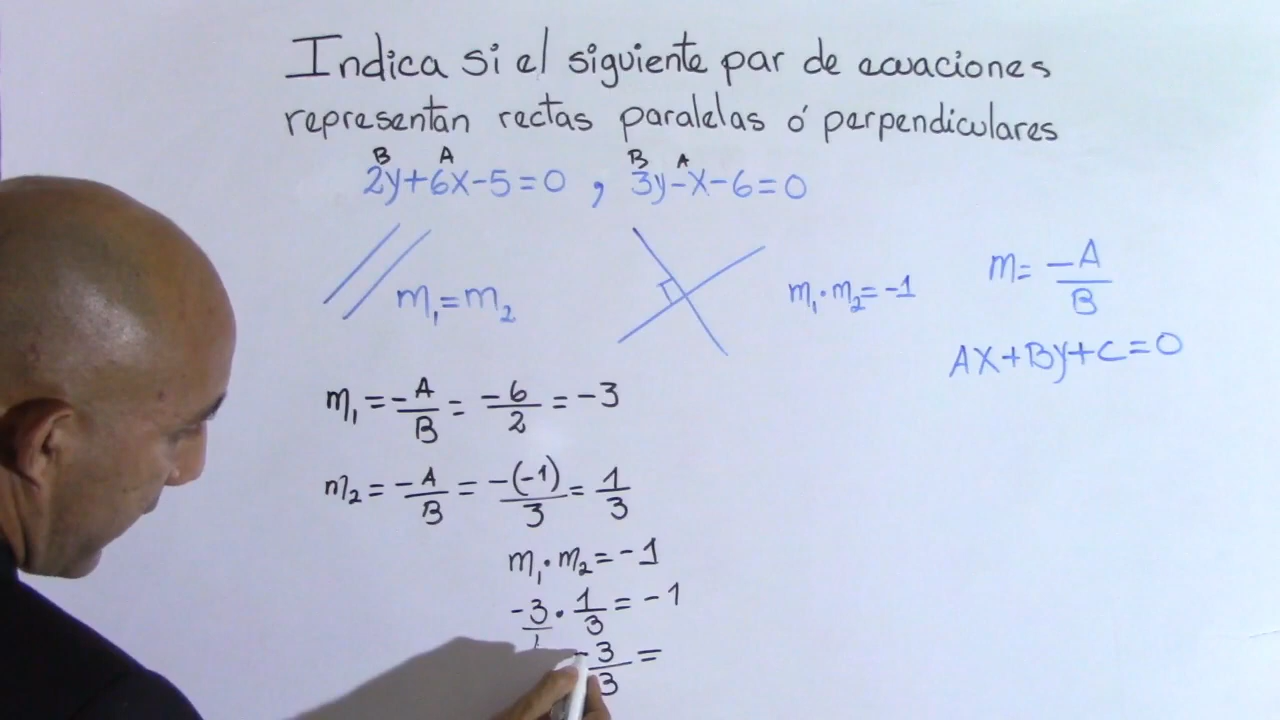 Indica si el siguiente par de ecuaciones
representan rectas paralelas ó perpendiculares
B A B A
2y+6x-5=0 , 3y-x-6=0
m₁=m₂ m₁·m₂=-1 m=-A/B
AX+By+C=0
m₁=-A/B=-6/2=-3
m₂=-A/B=-(-1)/3=1/3
m₁·m₂=-1
-3/1·1/3=-1
-3/3=